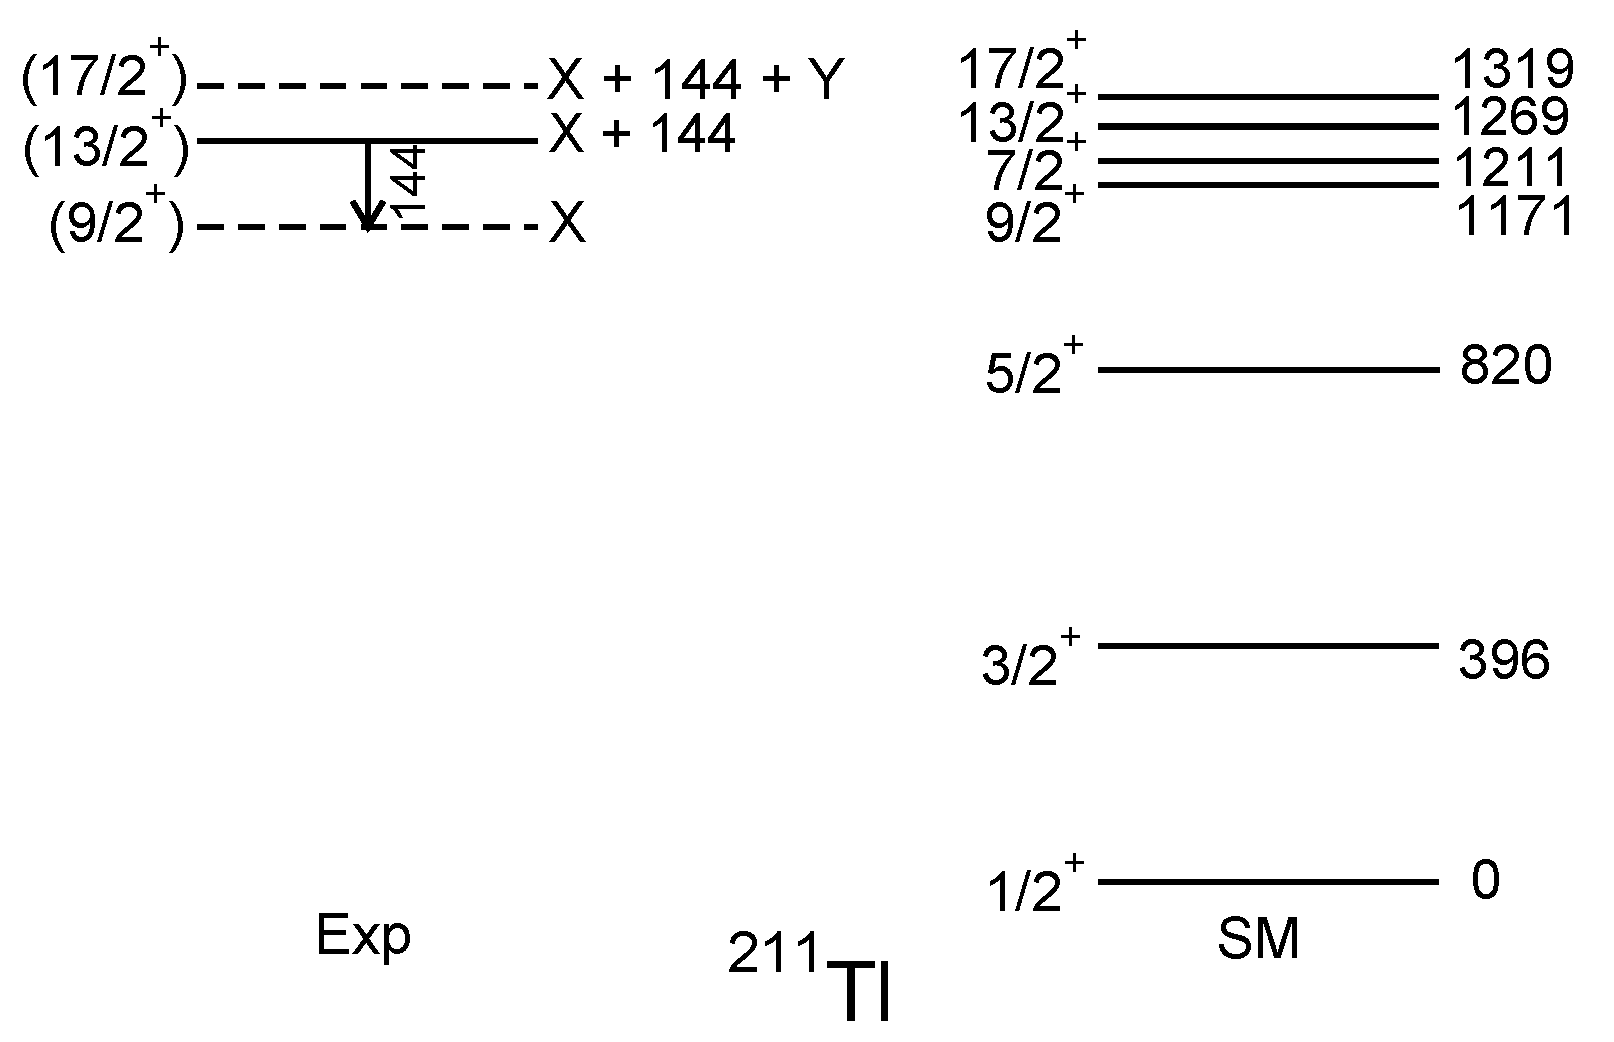 (17/2⁺) X + 144 + Y
(13/2⁺) X + 144
144
(9/2⁺) X
17/2⁺ 1319
13/2⁺ 1269
7/2⁺ 1211
9/2⁺ 1171
5/2⁺ 820
3/2⁺ 396
1/2⁺ 0
Exp
²¹¹Tl
SM